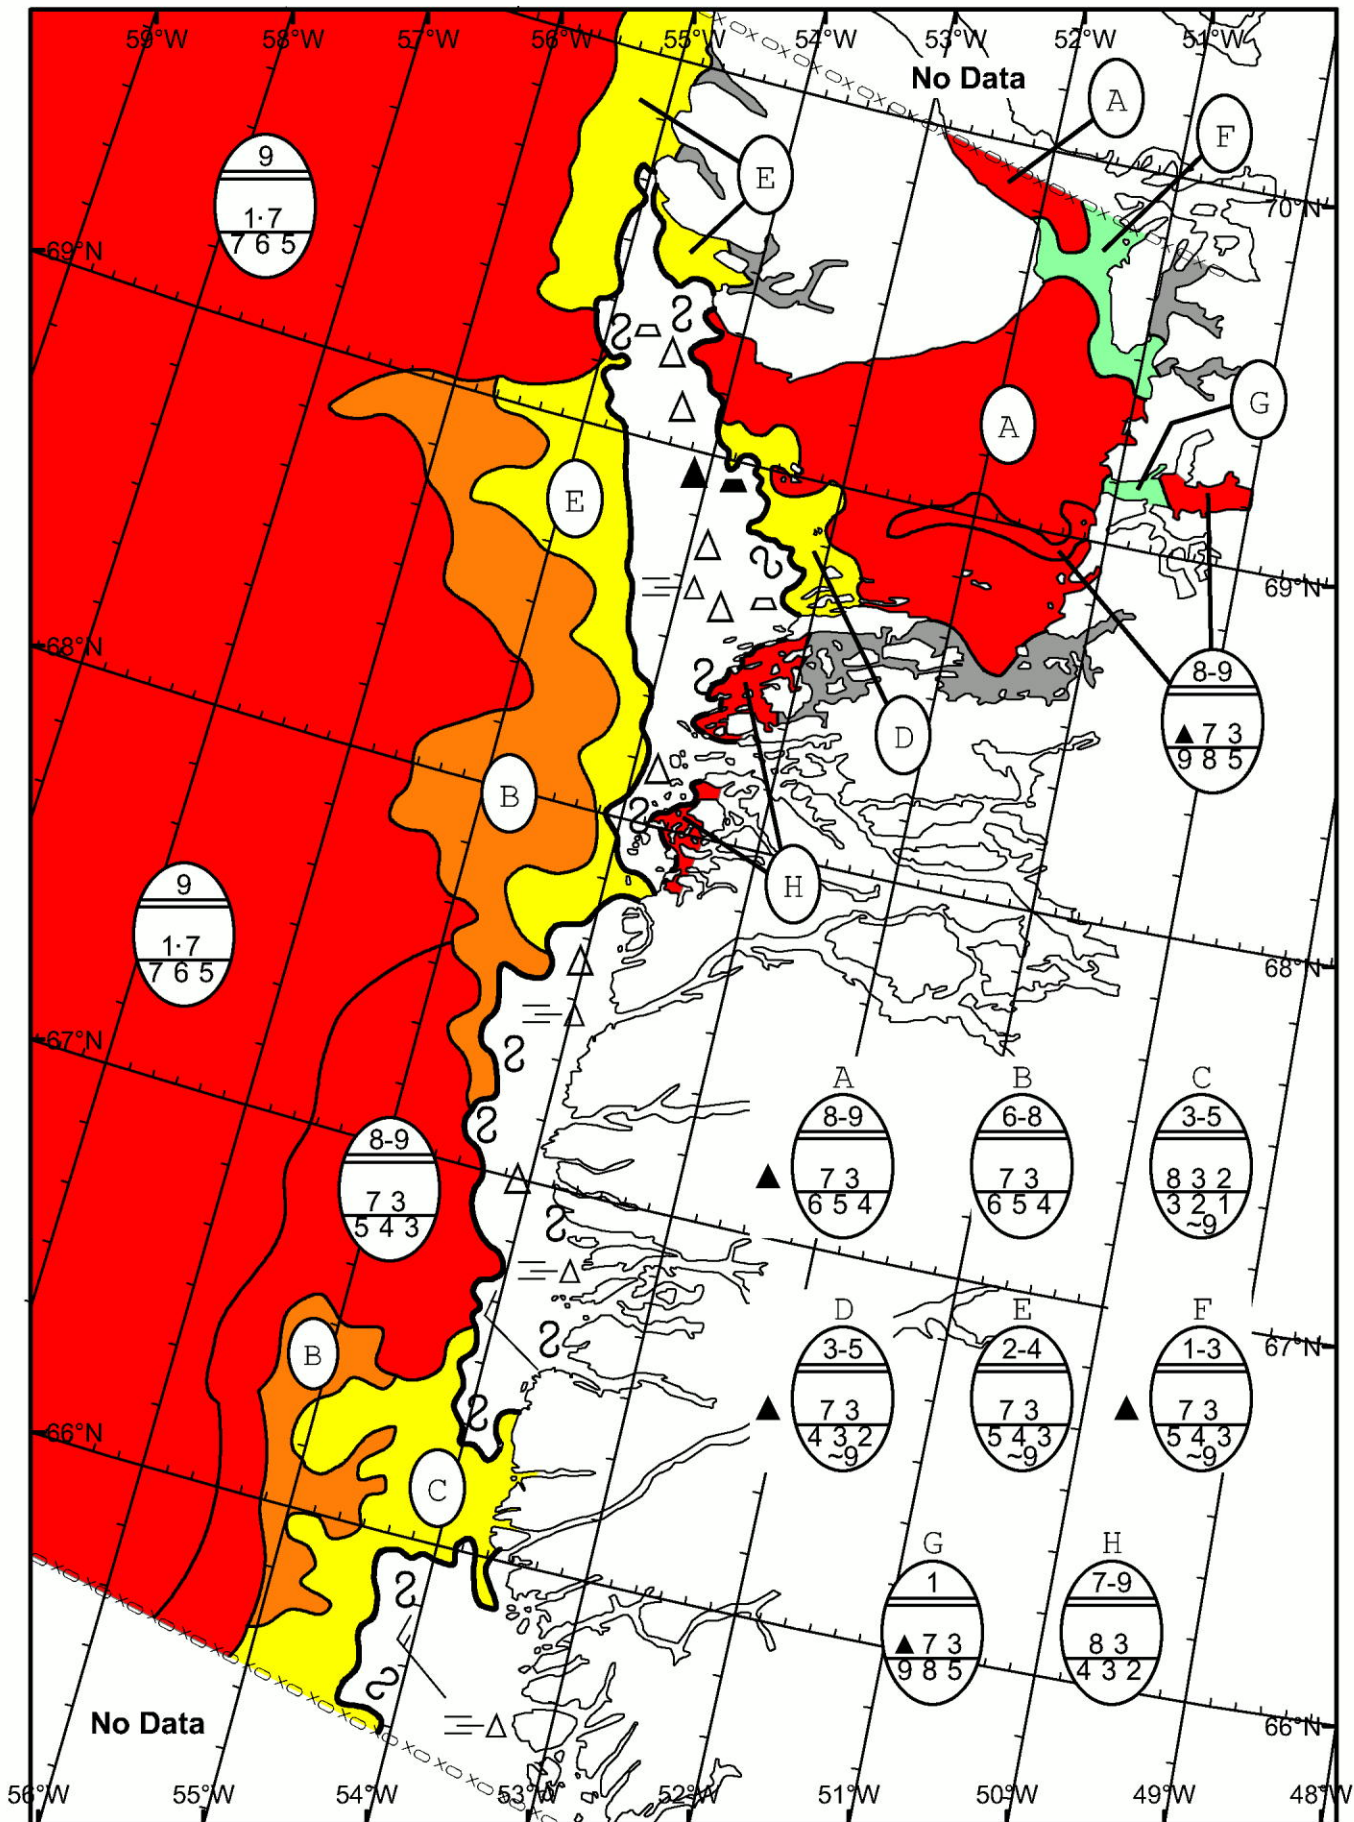 59°W 58°W 57°W 56°W 55°W 54°W 53°W 52°W 51°W
No Data
A
F
9
1·7
7 6 5
E
70°N
69°N
G
A
E
69°N
8-9
▲ 7 3
9 8 5
68°N
D
B
H
9
1·7
7 6 5
68°N
67°N
A B C
8-9
7 3
6 5 4
6-8
7 3
6 5 4
3-5
8 3 2
3 2 1
~9
8-9
7 3
5 4 3
D E F
3-5
7 3
4 3 2
~9
2-4
7 3
5 4 3
~9
1-3
7 3
5 4 3
~9
67°N
B
66°N
C
G H
1
▲ 7 3
9 8 5
7-9
8 3
4 3 2
No Data
66°N
56°W 55°W 54°W 53°W 52°W 51°W 50°W 49°W 48°W